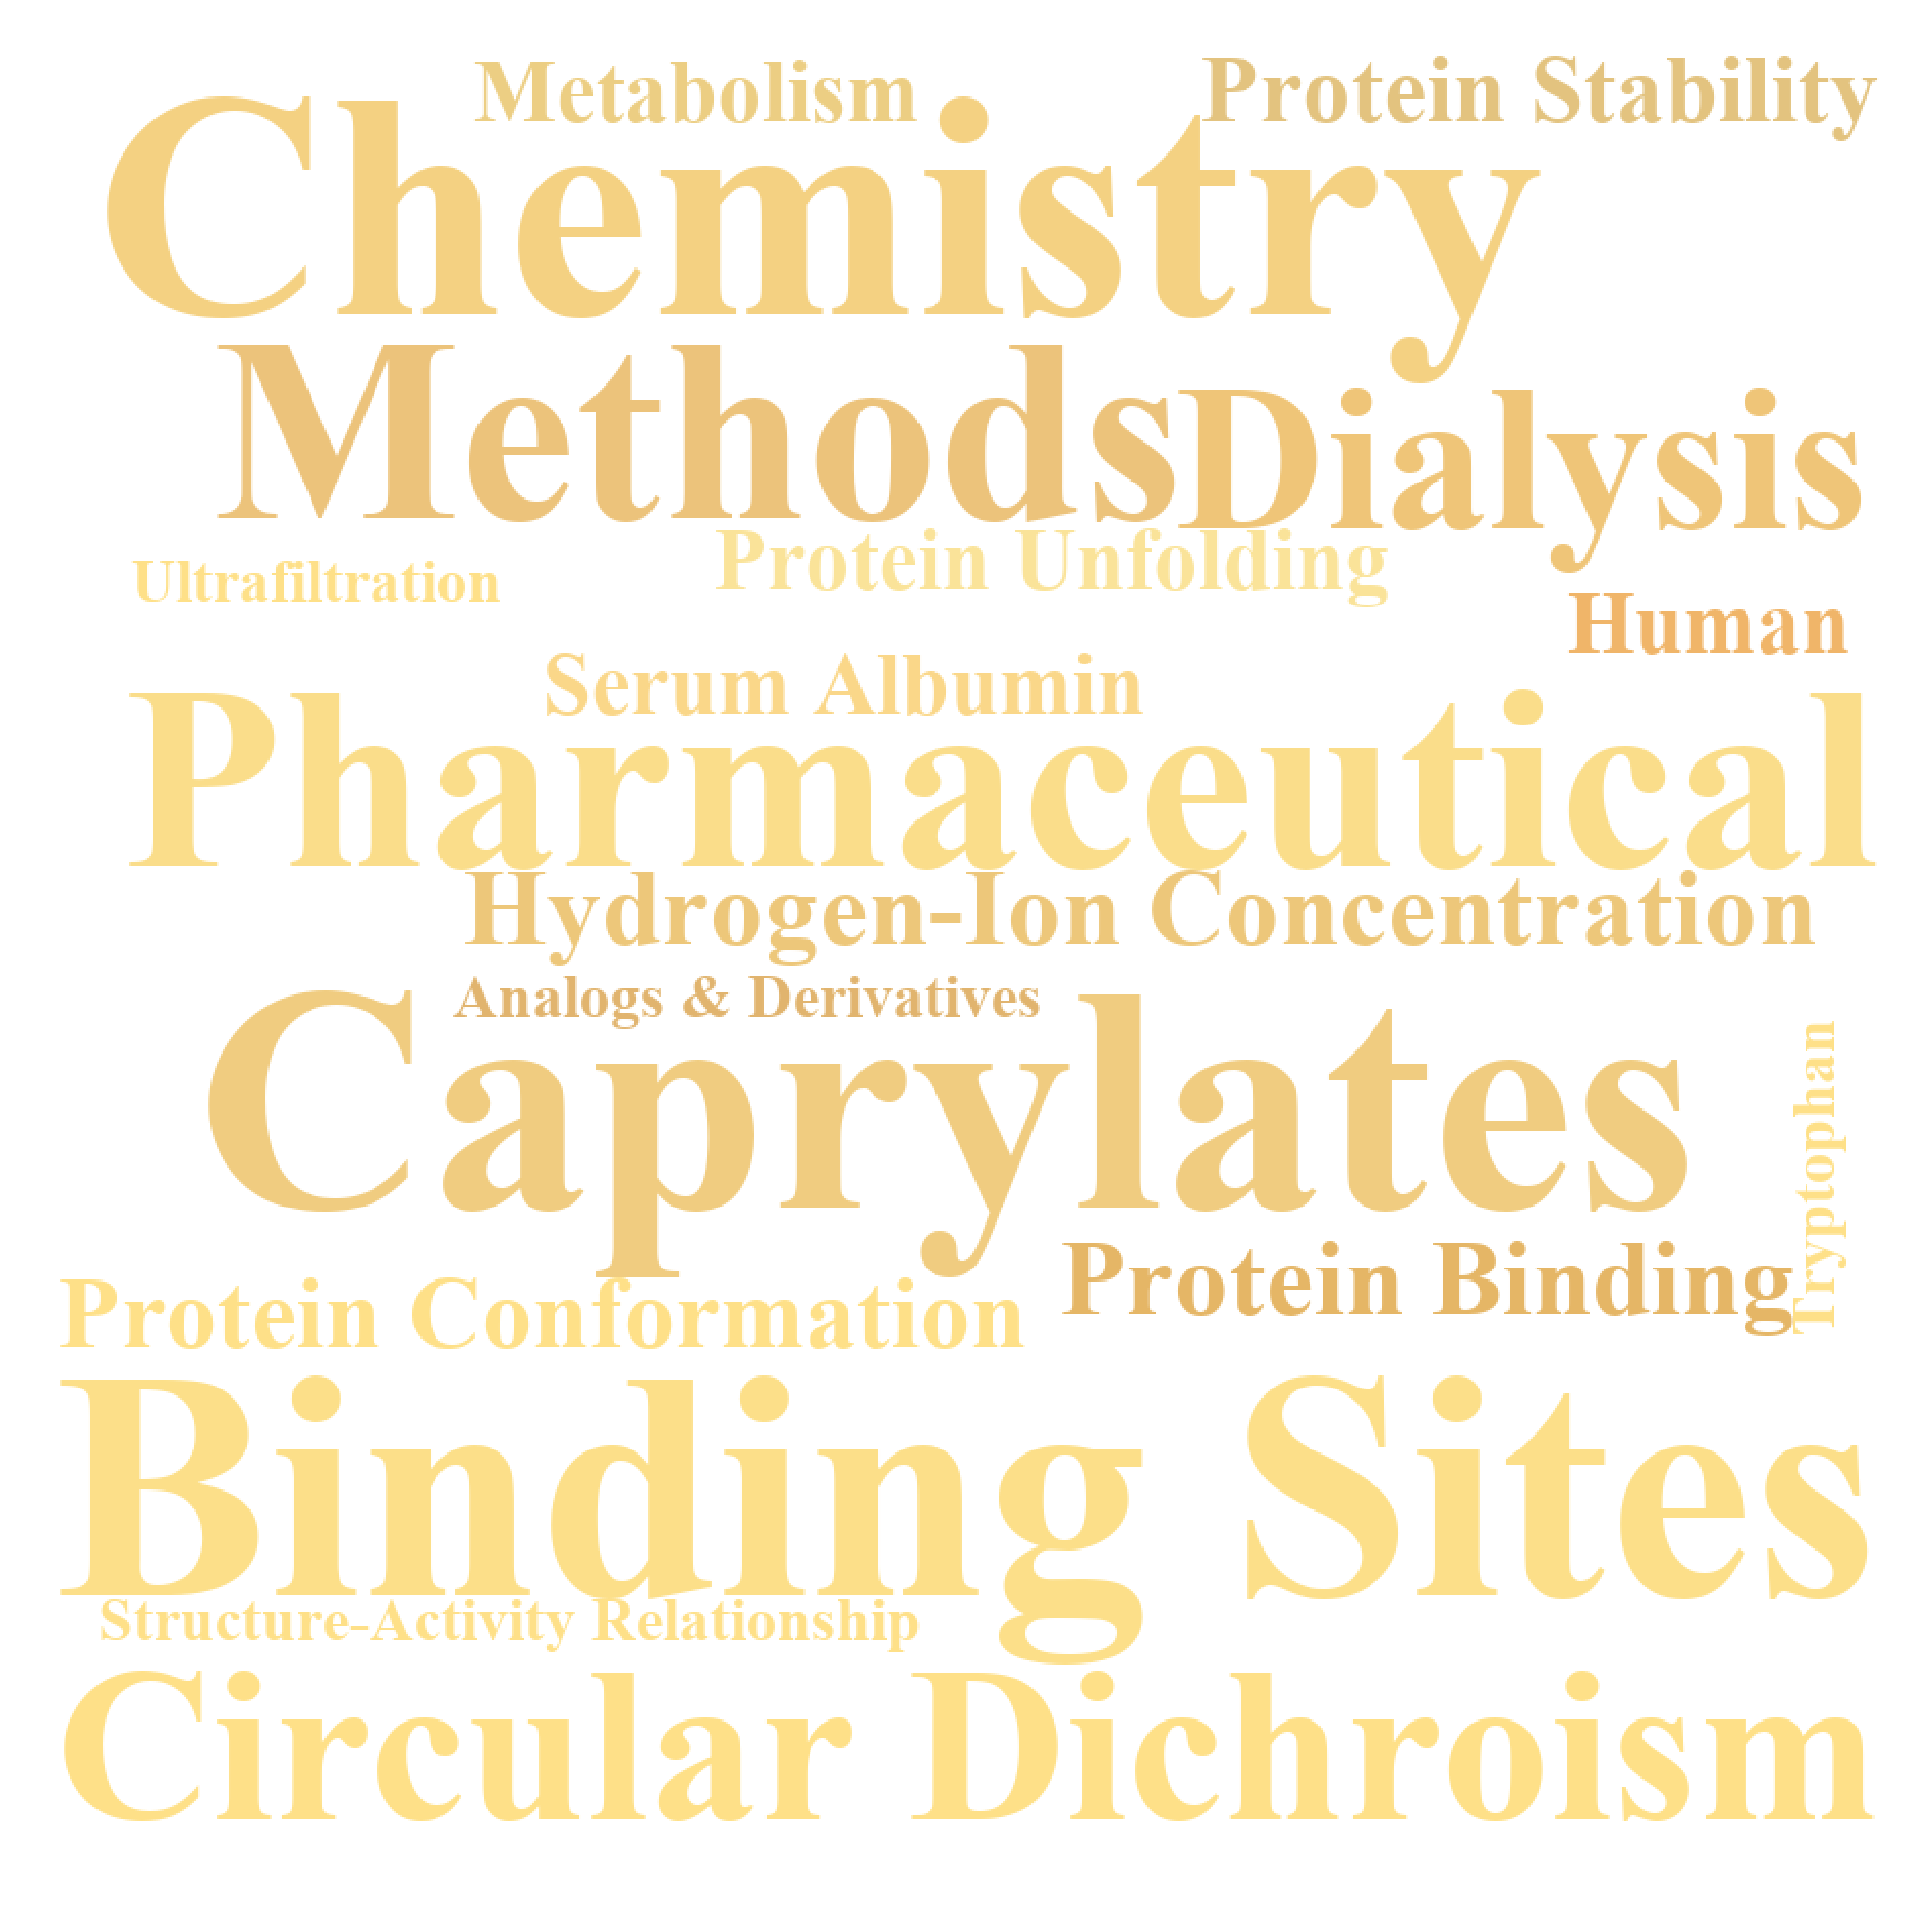 Metabolism
Protein Stability
Chemistry
Methods
Dialysis
Protein Unfolding
Ultrafiltration
Human
Serum Albumin
Pharmaceutical
Hydrogen-Ion Concentration
Analogs & Derivatives
Caprylates
Tryptophan
Protein Binding
Protein Conformation
Binding Sites
Structure-Activity Relationship
Circular Dichroism